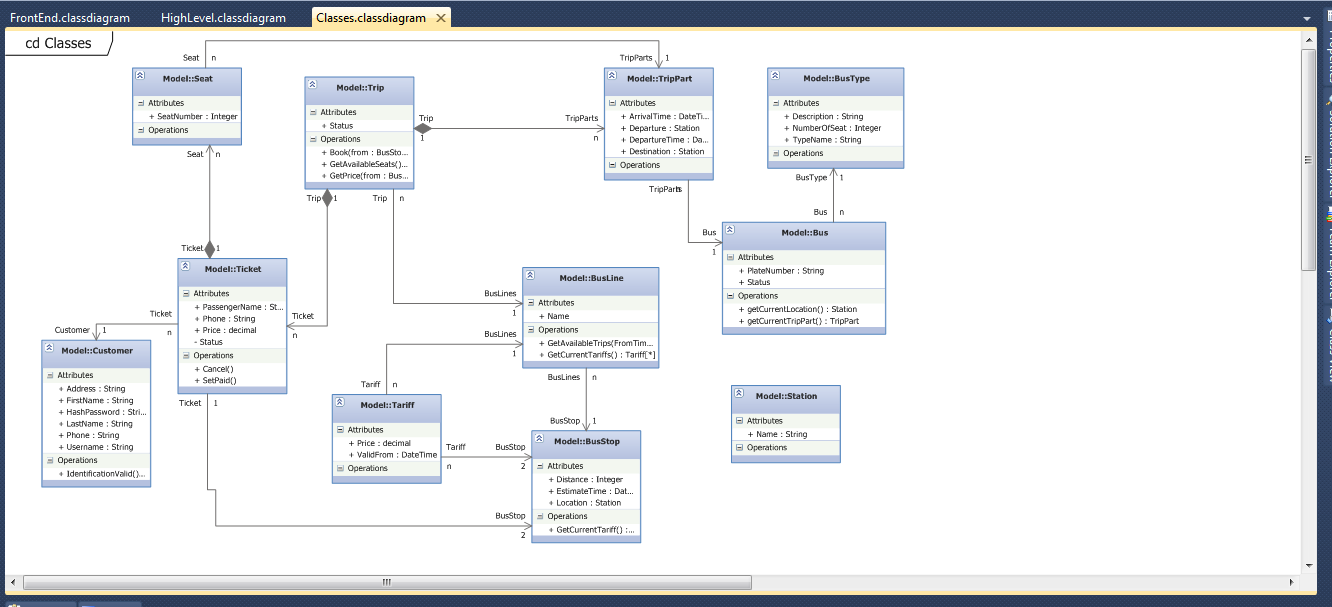 FrontEnd.classdiagram
HighLevel.classdiagram
Classes.classdiagram
cd Classes
Seat n
TripParts 1
Model::Seat
Attributes
+ SeatNumber : Integer
Operations
Seat n
Model::Trip
Attributes
+ Status
Operations
+ Book(from : BusSto...
+ GetAvailableSeats()...
+ GetPrice(from : Bus...
Trip
1
TripParts
n
Model::TripPart
Attributes
+ ArrivalTime : DateTi...
+ Departure : Station
+ DepartureTime : Da...
+ Destination : Station
Operations
TripParts
n
Model::BusType
Attributes
+ Description : String
+ NumberOfSeat : Integer
+ TypeName : String
Operations
BusType 1
Bus n
Trip 1
Trip n
Bus
1
Model::Bus
Attributes
+ PlateNumber : String
+ Status
Operations
+ getCurrentLocation() : Station
+ getCurrentTripPart() : TripPart
Ticket 1
Model::Ticket
Attributes
+ PassengerName : St...
+ Phone : String
+ Price : decimal
- Status
Operations
+ Cancel()
+ SetPaid()
Ticket
n
Ticket
n
Customer 1
Ticket 1
BusLines
1
Model::BusLine
Attributes
+ Name
Operations
+ GetAvailableTrips(FromTim...
+ GetCurrentTariffs() : Tariff[*]
BusLines
1
BusLines n
Model::Customer
Attributes
+ Address : String
+ FirstName : String
+ HashPassword : Stri...
+ LastName : String
+ Phone : String
+ Username : String
Operations
+ IdentificationValid()...
Tariff n
Model::Tariff
Attributes
+ Price : decimal
+ ValidFrom : DateTime
Operations
Tariff
n
BusStop
2
BusStop 1
Model::BusStop
Attributes
+ Distance : Integer
+ EstimateTime : Dat...
+ Location : Station
Operations
+ GetCurrentTariff() :...
BusStop
2
Model::Station
Attributes
+ Name : String
Operations